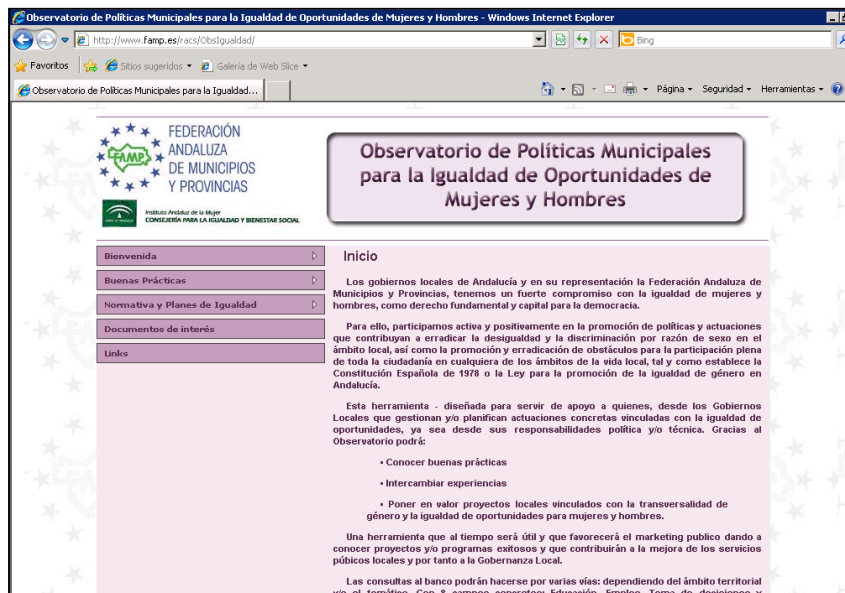 Observatorio de Políticas Municipales para la Igualdad de Oportunidades de Mujeres y Hombres - Windows Internet Explorer
http://www.famp.es/racs/ObsIgualdad/
Bing
Favoritos
Sitios sugeridos
Galería de Web Slice
Observatorio de Políticas Municipales para la Igualdad...
Página
Seguridad
Herramientas
FAMP
FEDERACIÓN
ANDALUZA
DE MUNICIPIOS
Y PROVINCIAS
Instituto Andaluz de la Mujer
CONSEJERÍA PARA LA IGUALDAD Y BIENESTAR SOCIAL
Observatorio de Políticas Municipales
para la Igualdad de Oportunidades de
Mujeres y Hombres
Bienvenida
Buenas Prácticas
Normativa y Planes de Igualdad
Documentos de interés
Links
Inicio
Los gobiernos locales de Andalucía y en su representación la Federación Andaluza de
Municipios y Provincias, tenemos un fuerte compromiso con la igualdad de mujeres y
hombres, como derecho fundamental y capital para la democracia.
Para ello, participamos activa y positivamente en la promoción de políticas y actuaciones
que contribuyan a erradicar la desigualdad y la discriminación por razón de sexo en el
ámbito local, así como la promoción y erradicación de obstáculos para la participación plena
de toda la ciudadanía en cualquiera de los ámbitos de la vida local, tal y como establece la
Constitución Española de 1978 o la Ley para la promoción de la igualdad de género en
Andalucía.
Esta herramienta - diseñada para servir de apoyo a quienes, desde los Gobiernos
Locales que gestionan y/o planifican actuaciones concretas vinculadas con la igualdad de
oportunidades, ya sea desde sus responsabilidades política y/o técnica. Gracias al
Observatorio podrá:
• Conocer buenas prácticas
• Intercambiar experiencias
• Poner en valor proyectos locales vinculados con la transversalidad de
género y la igualdad de oportunidades para mujeres y hombres.
Una herramienta que al tiempo será útil y que favorecerá el marketing publico dando a
conocer proyectos y/o programas exitosos y que contribuirán a la mejora de los servicios
púbicos locales y por tanto a la Gobernanza Local.
Las consultas al banco podrán hacerse por varias vías: dependiendo del ámbito territorial
y/o el temático. Con 8 campos concretos: Educación, Empleo, Toma de decisiones y